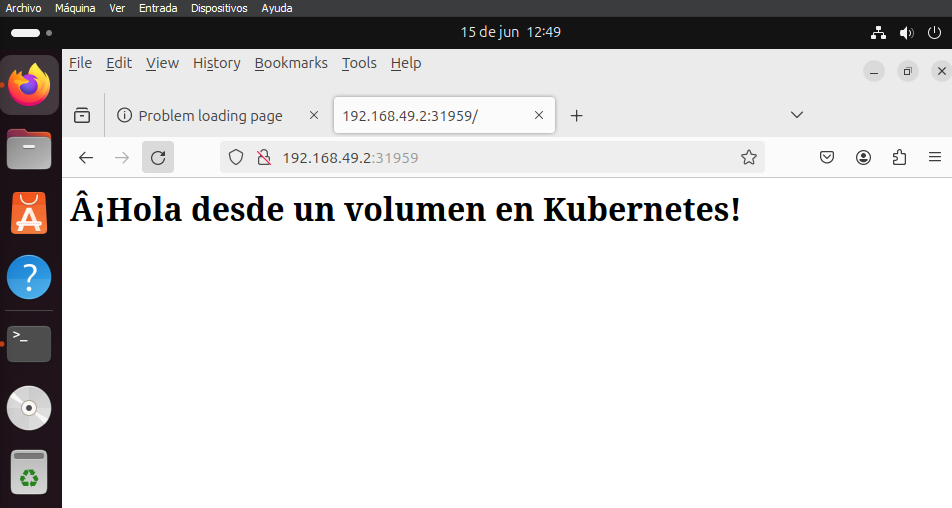 Archivo Máquina Ver Entrada Dispositivos Ayuda
15 de jun 12:49
File Edit View History Bookmarks Tools Help
Problem loading page
192.168.49.2:31959/
192.168.49.2:31959
Â¡Hola desde un volumen en Kubernetes!